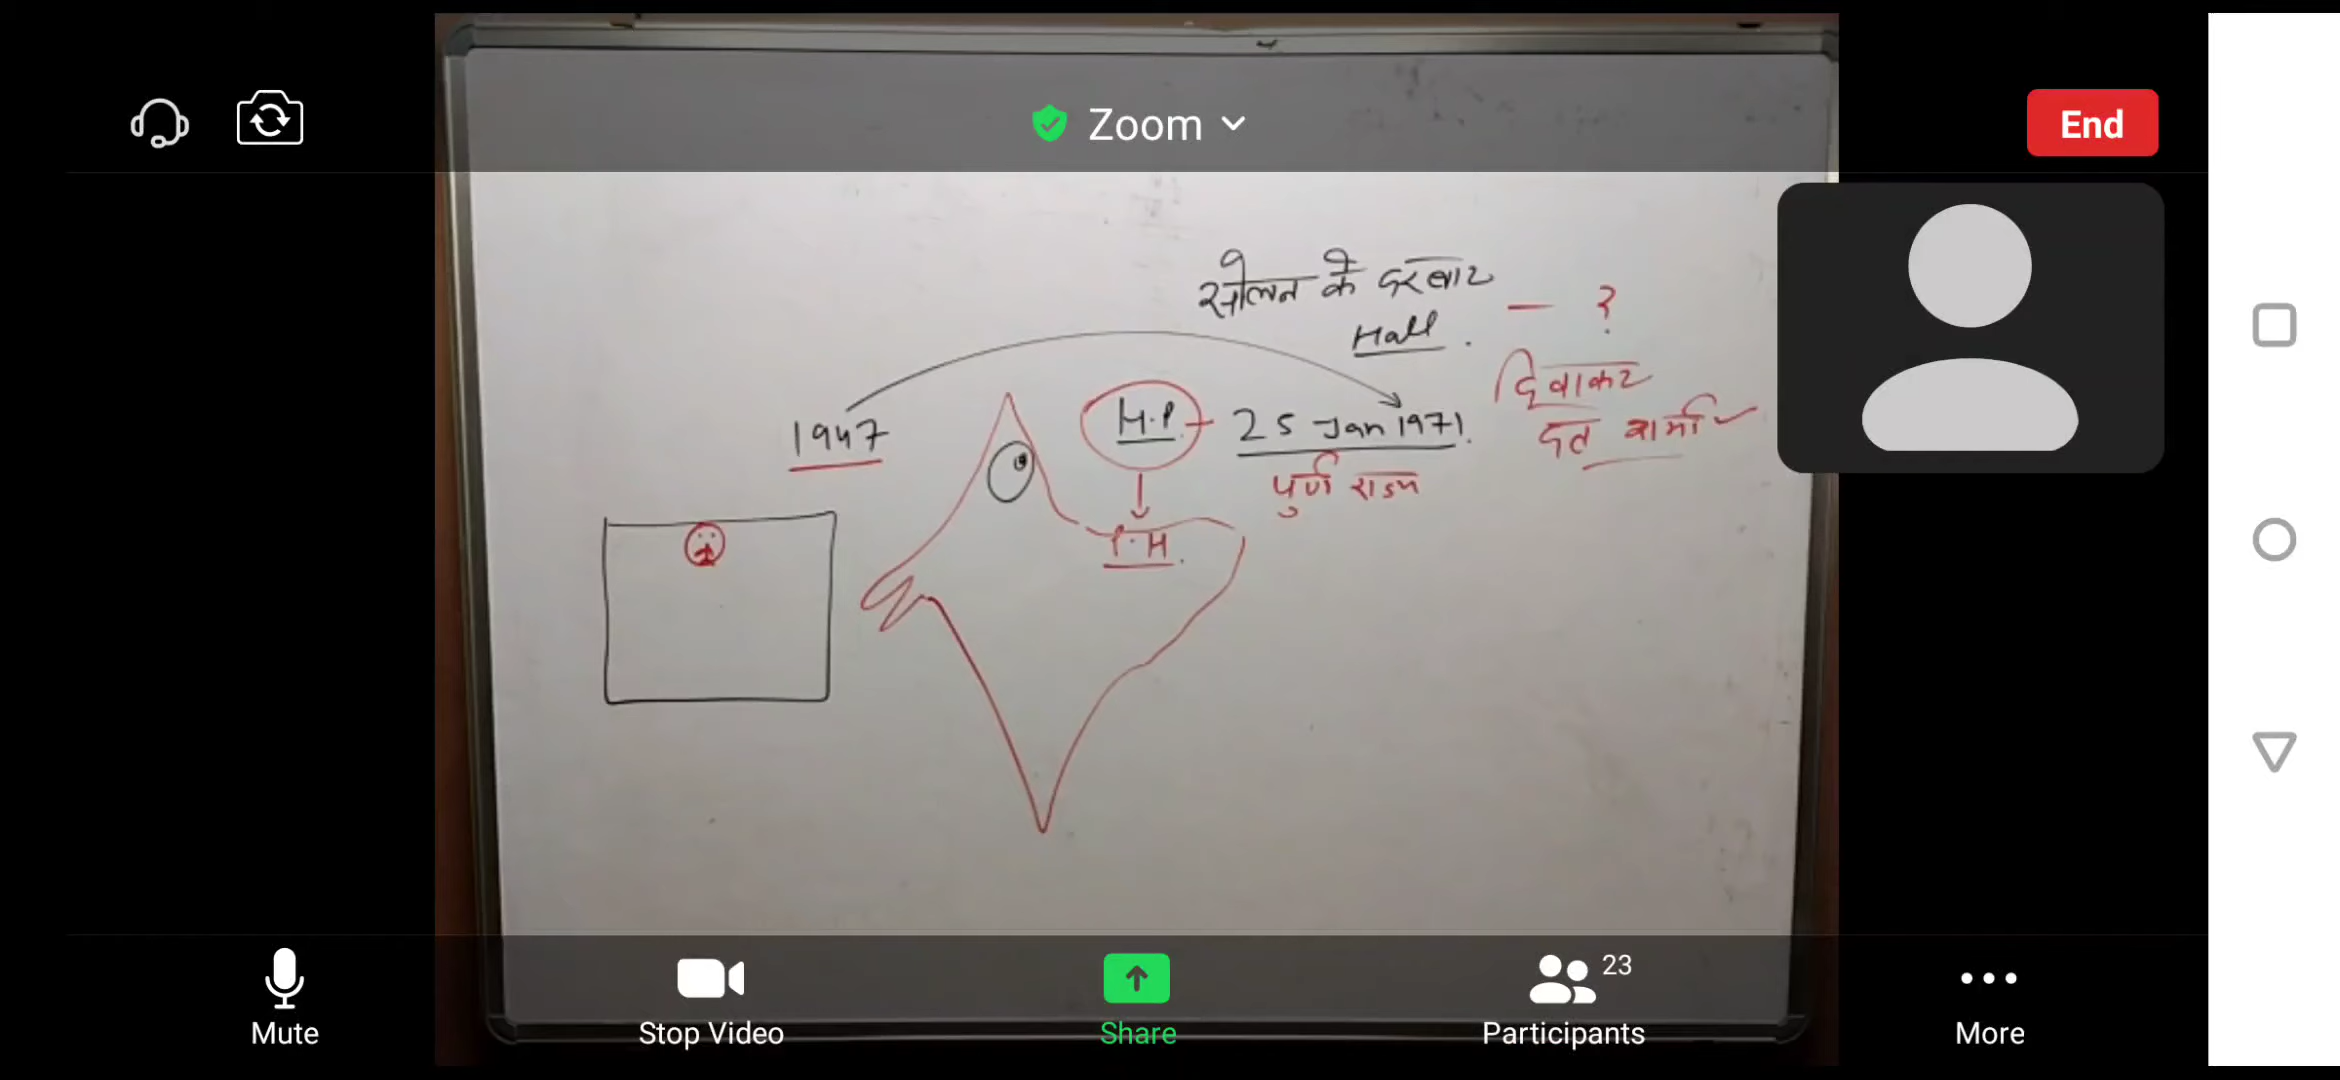 Zoom
End
सोलन के दरबार
Hall.
— ?
दिवाकर
दत शर्मा
1947
H.P.
25 Jan 1971.
पुर्ण राज्य
P.H.
23
Mute
Stop Video
Share
Participants
More